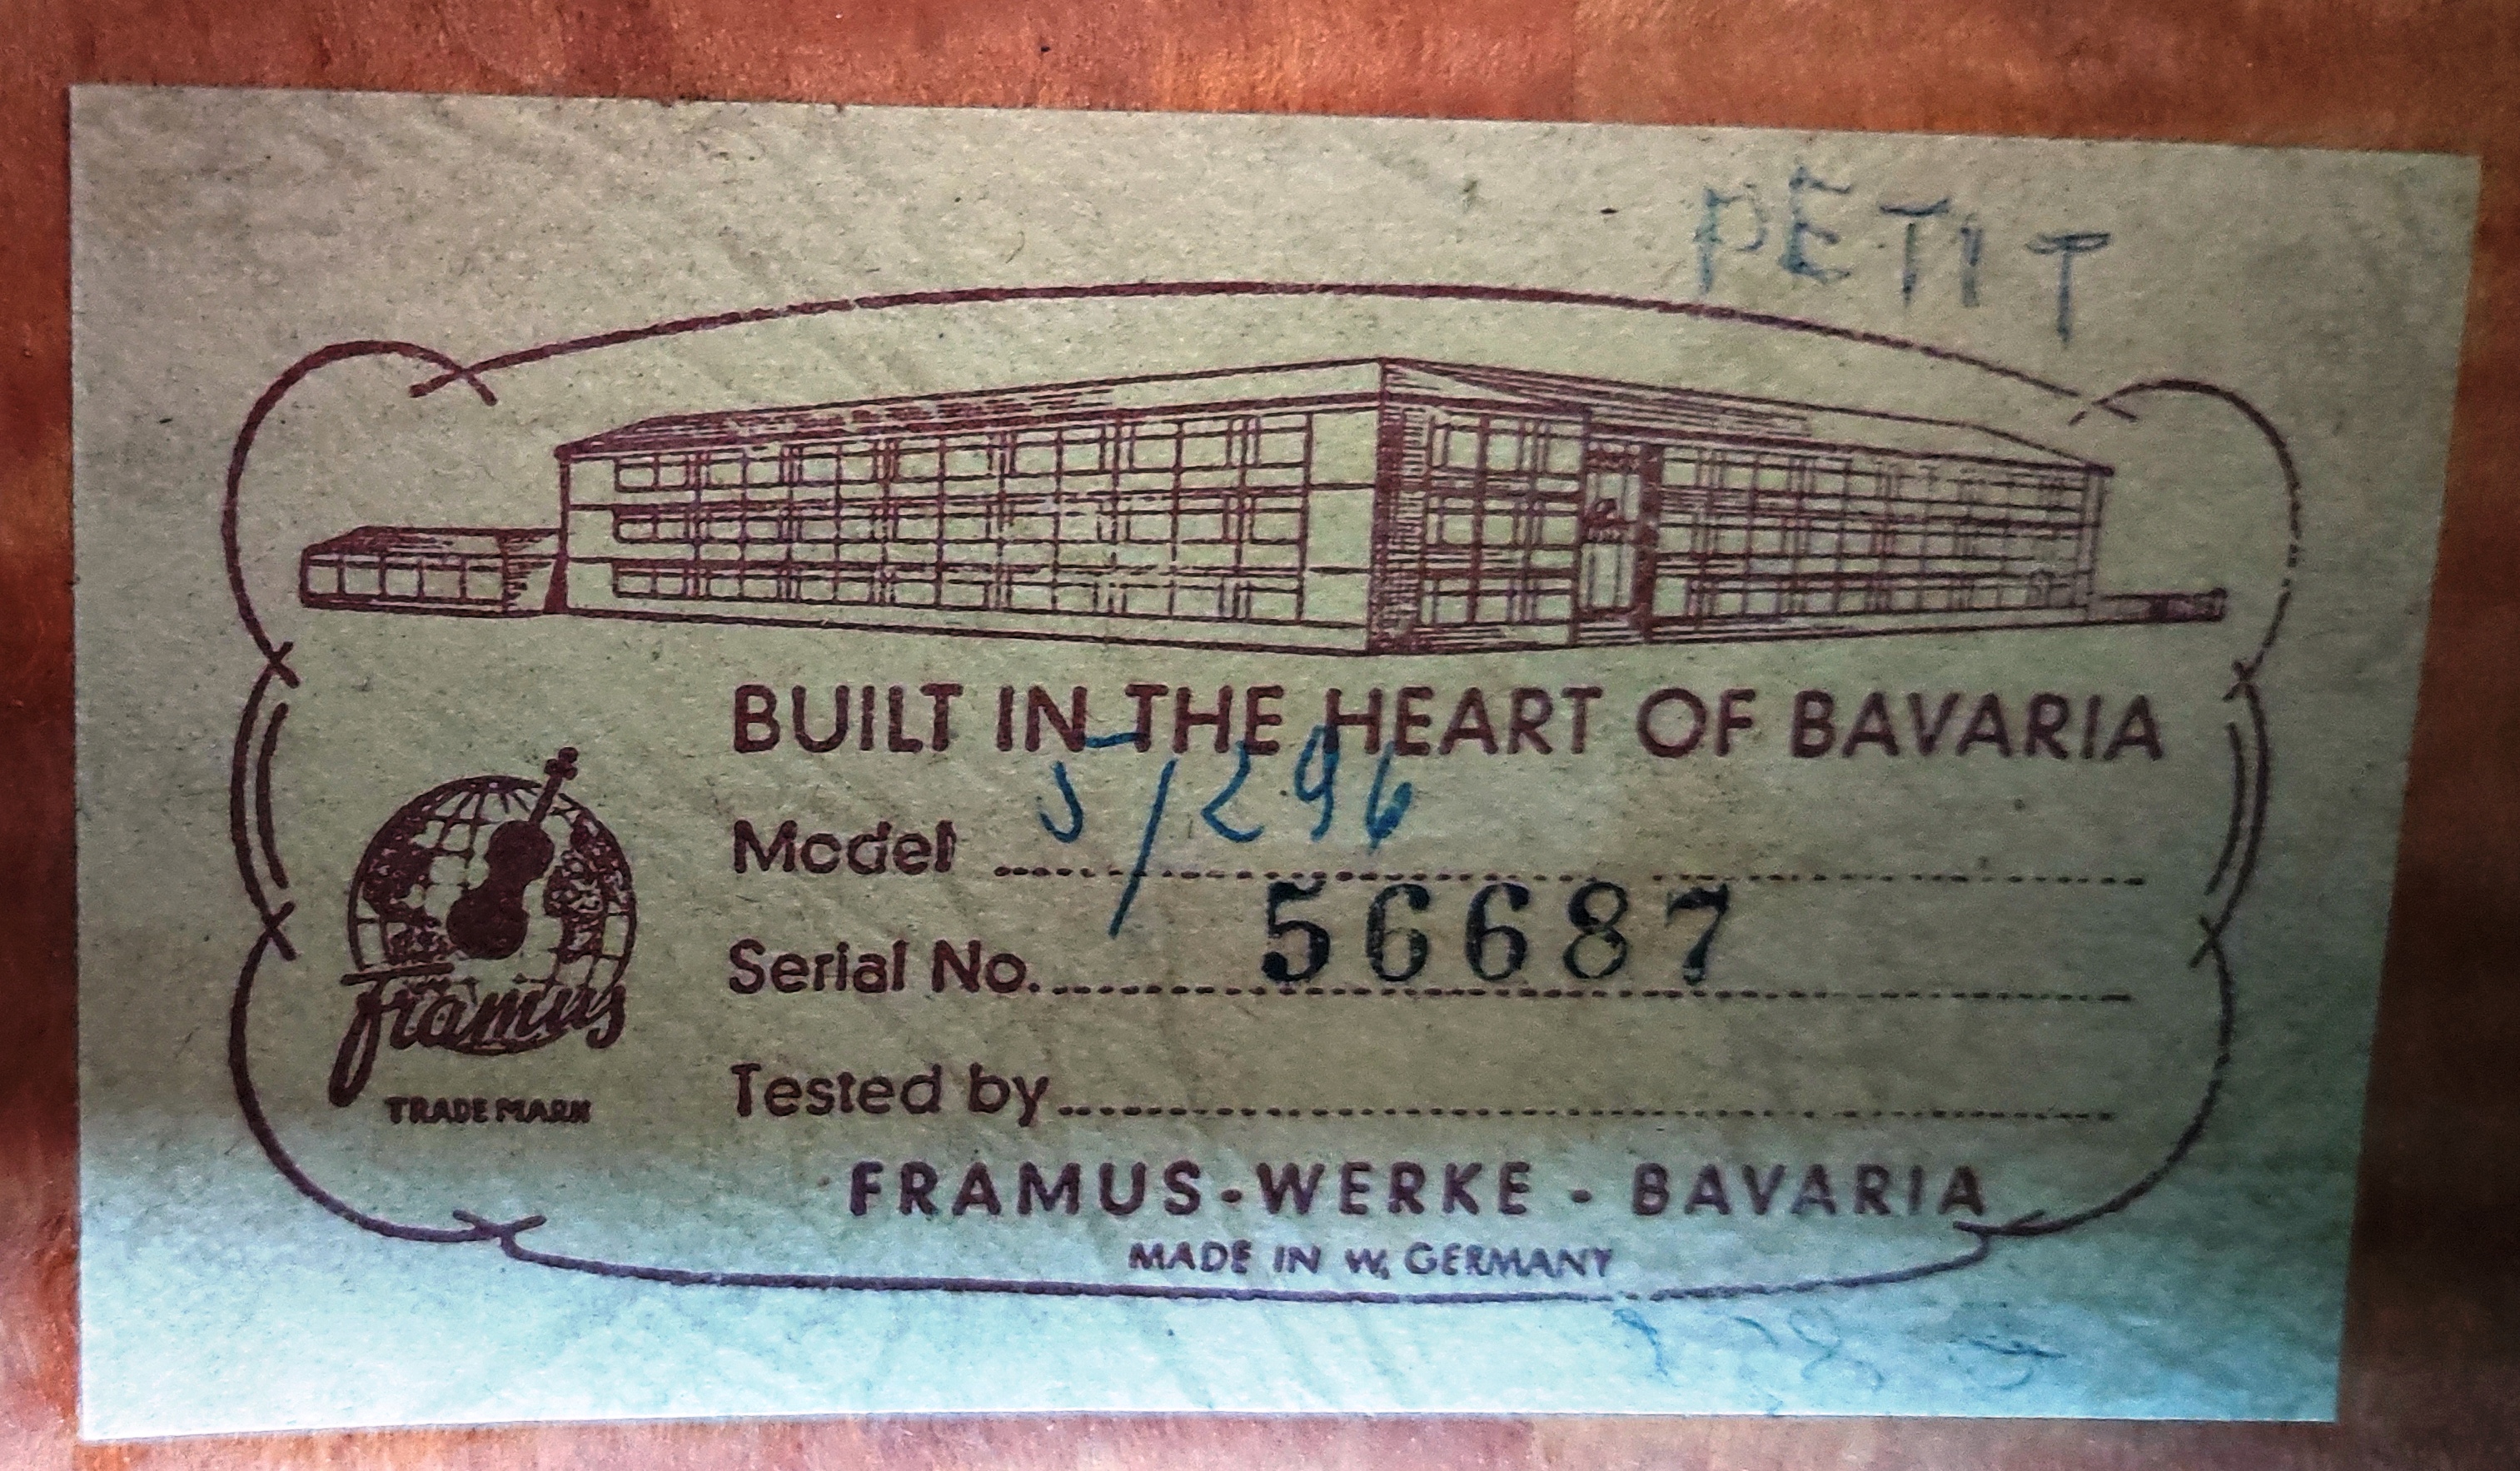 PETIT
BUILT IN THE HEART OF BAVARIA
Model 5/296
Serial No. 56687
Framus
TRADE MARK
Tested by
FRAMUS-WERKE - BAVARIA
MADE IN W. GERMANY